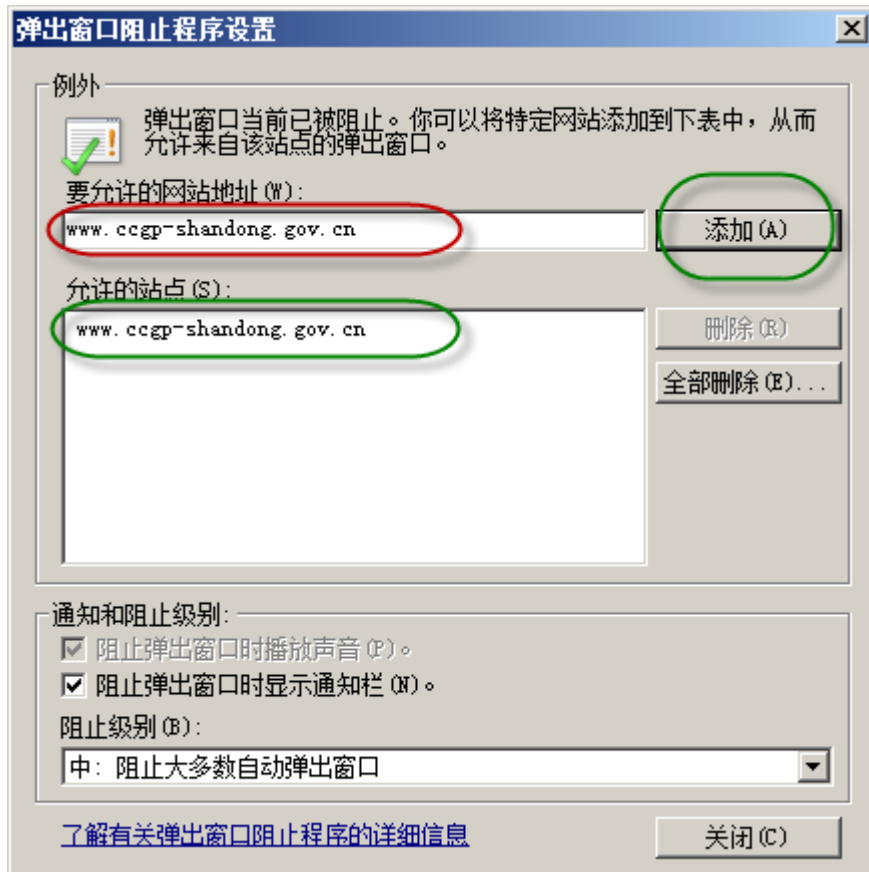 弹出窗口阻止程序设置
例外
弹出窗口当前已被阻止。你可以将特定网站添加到下表中，从而
允许来自该站点的弹出窗口。
要允许的网站地址(W):
www.ccgp-shandong.gov.cn
添加(A)
允许的站点(S):
www.ccgp-shandong.gov.cn
删除(R)
全部删除(E)...
通知和阻止级别:
阻止弹出窗口时播放声音(P)。
阻止弹出窗口时显示通知栏(N)。
阻止级别(B):
中: 阻止大多数自动弹出窗口
了解有关弹出窗口阻止程序的详细信息
关闭(C)